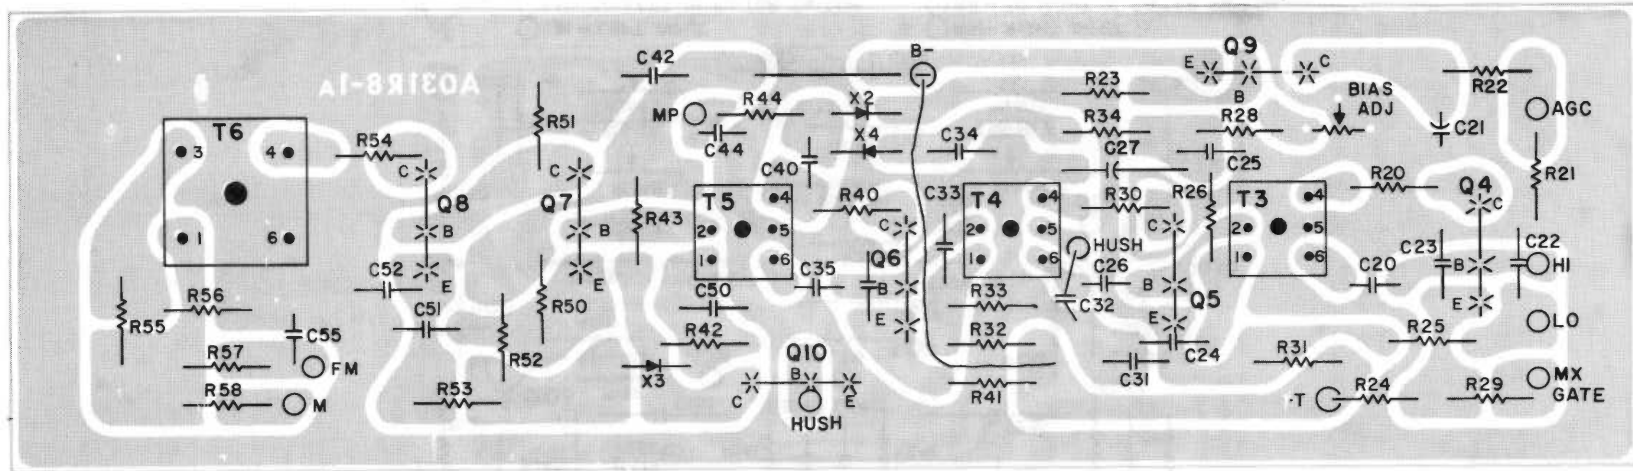 B-
Q9
E
C
B
C42
AO31R8-1A
R23
R22
MP
R44
X2
BIAS
ADJ
AGC
T6
3
4
1
6
R54
R51
C44
X4
C34
R34
R28
C21
C40
C27
C25
C
Q8
B
E
C
Q7
B
E
R43
T5
4
2
5
1
6
R40
C33
C
Q6
B
E
T4
4
2
5
1
6
R30
R26
HUSH
C
B
Q5
E
T3
4
2
5
1
6
R20
Q4
C
B
E
R21
C23
C22
HI
C52
C35
C26
C20
R55
R56
C51
R50
C50
R33
C32
C55
R52
R42
R32
C24
R25
LO
R57
FM
X3
Q10
C
B
E
C31
R31
MX
GATE
R58
M
R53
HUSH
R41
-T
R24
R29